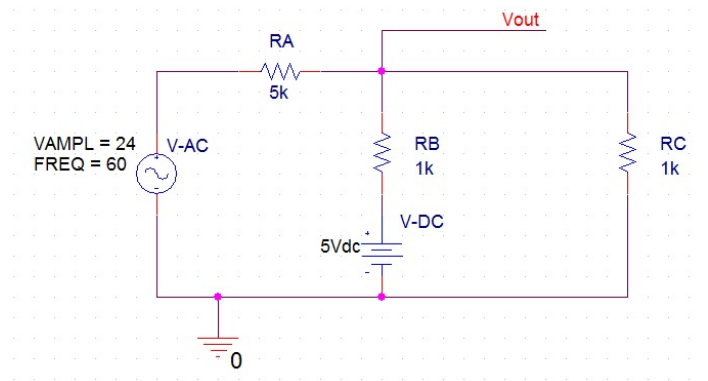 Vout
RA
5k
VAMPL = 24
FREQ = 60
V-AC
RB
1k
RC
1k
V-DC
5Vdc
0